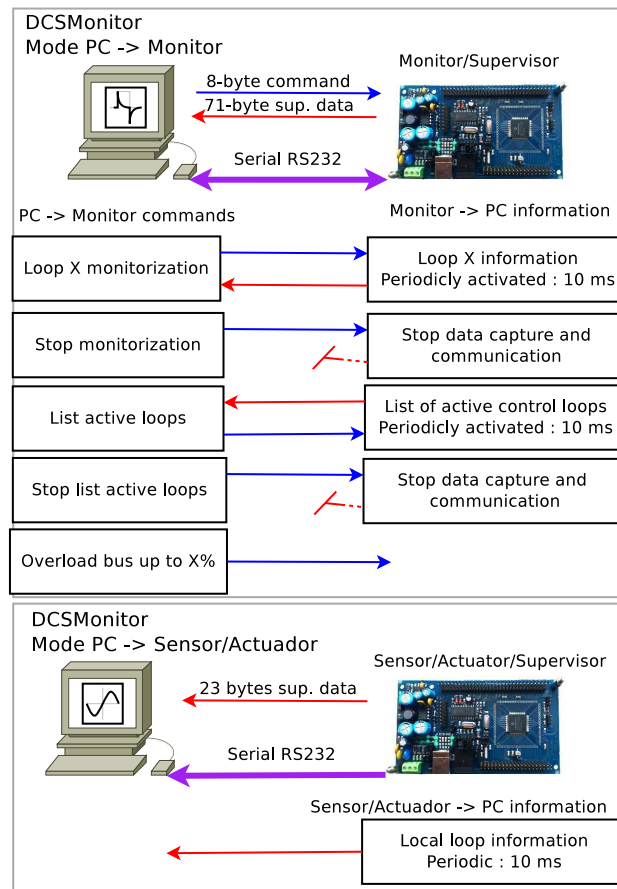 DCSMonitor
Mode PC -> Monitor
Monitor/Supervisor
8-byte command
71-byte sup. data
Serial RS232
PC -> Monitor commands
Monitor -> PC information
Loop X monitorization
Loop X information
Periodicly activated : 10 ms
Stop monitorization
Stop data capture and
communication
List active loops
List of active control loops
Periodicly activated : 10 ms
Stop list active loops
Stop data capture and
communication
Overload bus up to X%
DCSMonitor
Mode PC -> Sensor/Actuador
Sensor/Actuator/Supervisor
23 bytes sup. data
Serial RS232
Sensor/Actuador -> PC information
Local loop information
Periodic : 10 ms